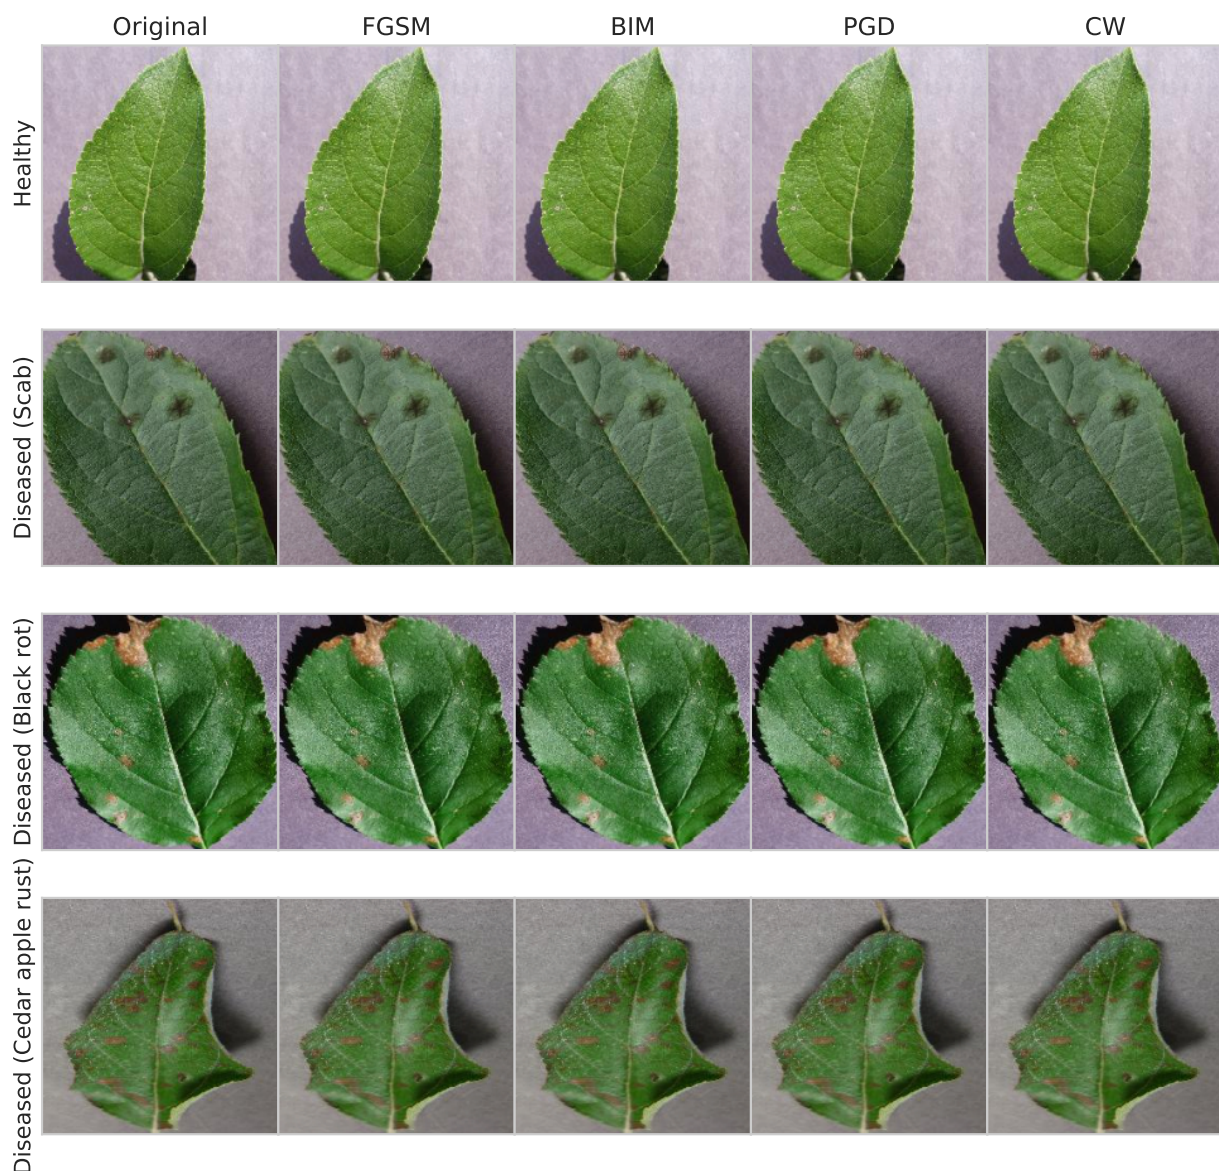 Original FGSM BIM PGD CW
Healthy
Diseased (Scab)
Diseased (Black rot)
Diseased (Cedar apple rust)